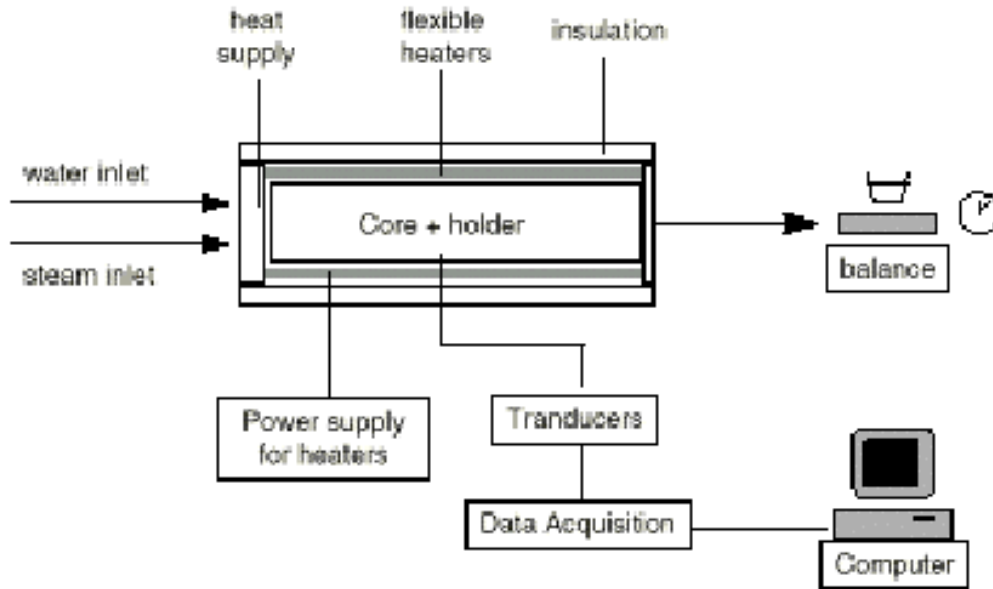 heat
supply
flexible
heaters
insulation
water inlet
steam inlet
Core + holder
balance
Power supply
for heaters
Tranducers
Data Acquisition
Computer